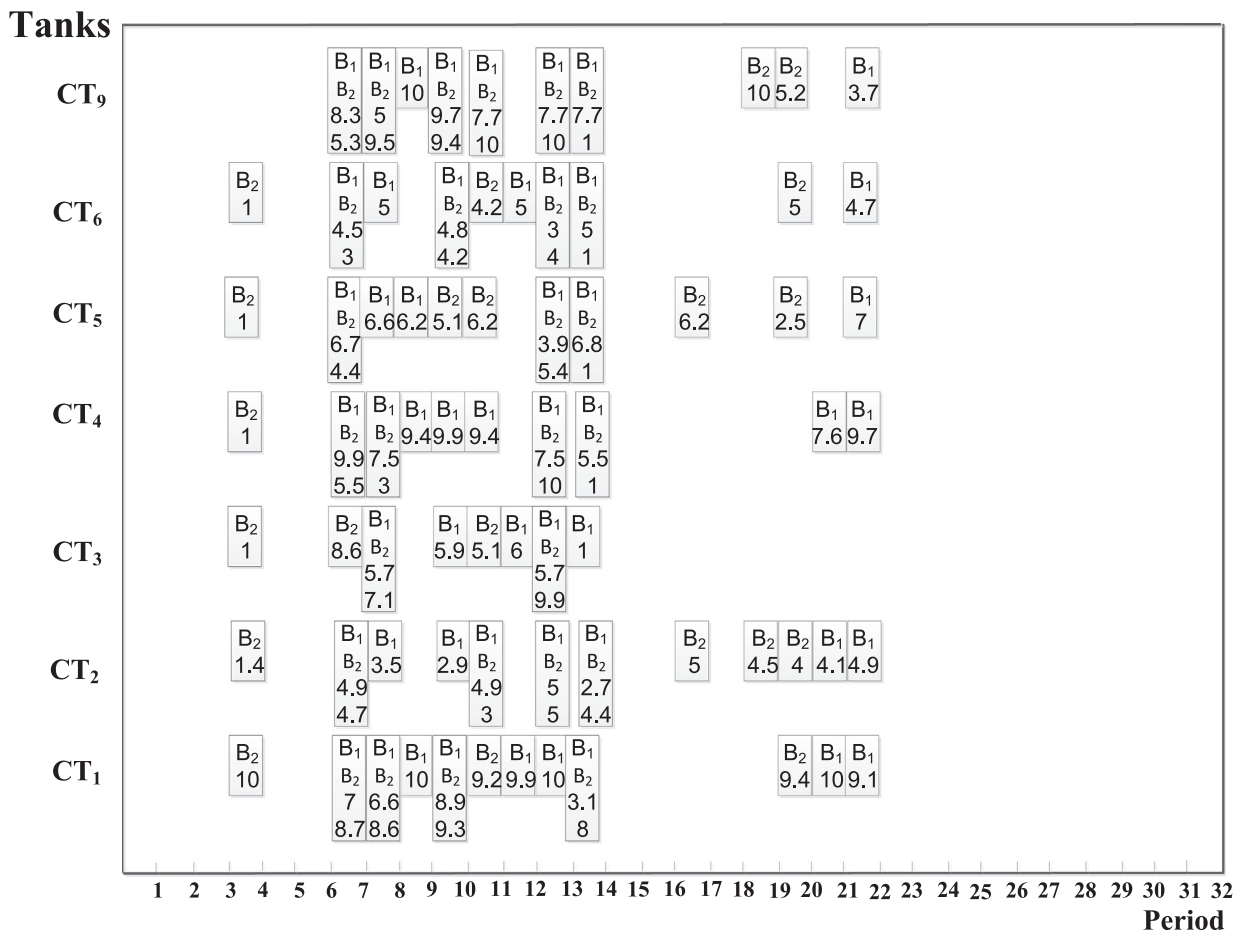 Tanks
CT9
B1 B1 B1 B1 B1 B1 B1 B2 B2 B1
B2 B2 10 B2 B2 B2 B2 10 5.2 3.7
8.3 5 9.7 7.7 7.7 7.7
5.3 9.5 9.4 10 10 1
CT6
B2 B1 B1 B1 B2 B1 B1 B1 B2 B1
1 B2 5 B2 4.2 5 B2 B2 5 4.7
4.5 4.8 3 5
3 4.2 4 1
CT5
B2 B1 B1 B1 B2 B2 B1 B1 B2 B2 B1
1 B2 6.6 6.2 5.1 6.2 B2 B2 6.2 2.5 7
6.7 3.9 6.8
4.4 5.4 1
CT4
B2 B1 B1 B1 B1 B1 B1 B1 B1 B1
1 B2 B2 9.4 9.9 9.4 B2 B2 7.6 9.7
9.9 7.5 7.5 5.5
5.5 3 10 1
CT3
B2 B2 B1 B1 B2 B1 B1 B1
1 8.6 B2 5.9 5.1 6 B2 1
5.7 5.7
7.1 9.9
CT2
B2 B1 B1 B1 B1 B1 B1 B2 B2 B2 B1 B1
1.4 B2 3.5 2.9 B2 B2 B2 5 4.5 4 4.1 4.9
4.9 4.9 5 2.7
4.7 3 5 4.4
CT1
B2 B1 B1 B1 B1 B2 B1 B1 B1 B2 B1 B1
10 B2 B2 10 B2 9.2 9.9 10 B2 9.4 10 9.1
7 6.6 8.9 3.1
8.7 8.6 9.3 8
1 2 3 4 5 6 7 8 9 10 11 12 13 14 15 16 17 18 19 20 21 22 23 24 25 26 27 28 29 30 31 32
Period